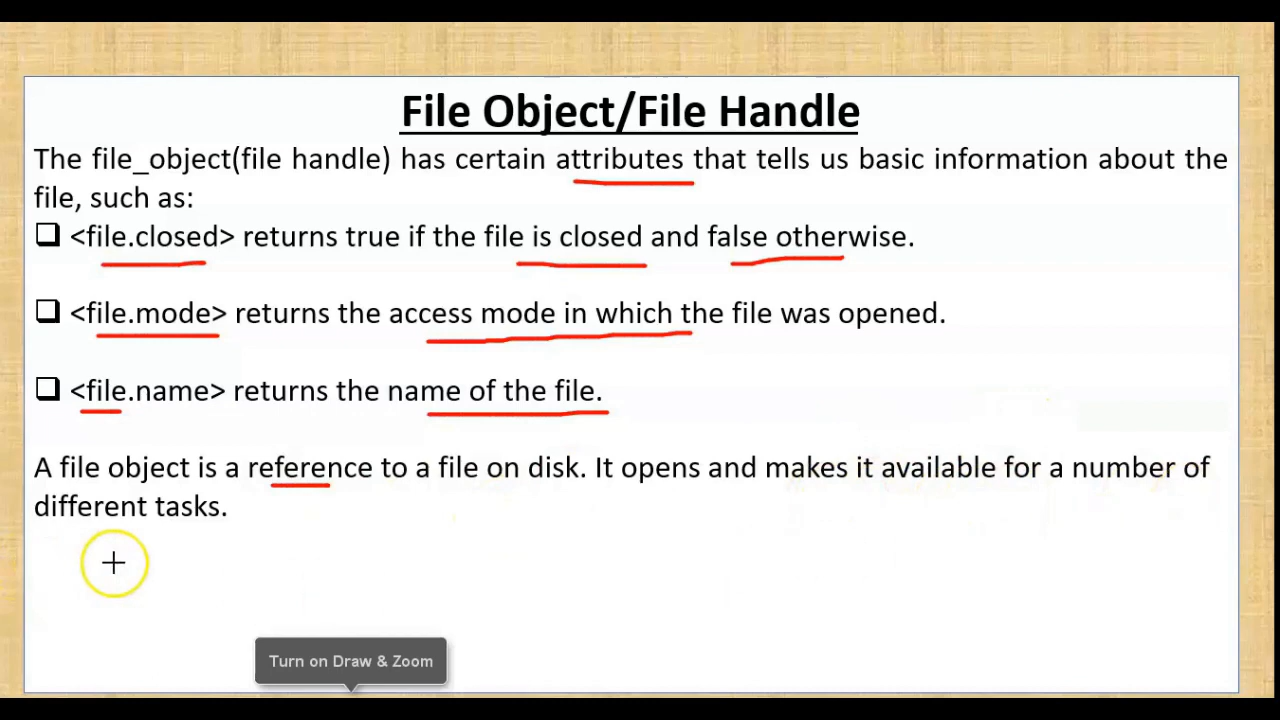 File Object/File Handle
The file_object(file handle) has certain attributes that tells us basic information about the
file, such as:
❑ <file.closed> returns true if the file is closed and false otherwise.
❑ <file.mode> returns the access mode in which the file was opened.
❑ <file.name> returns the name of the file.
A file object is a reference to a file on disk. It opens and makes it available for a number of
different tasks.
Turn on Draw & Zoom